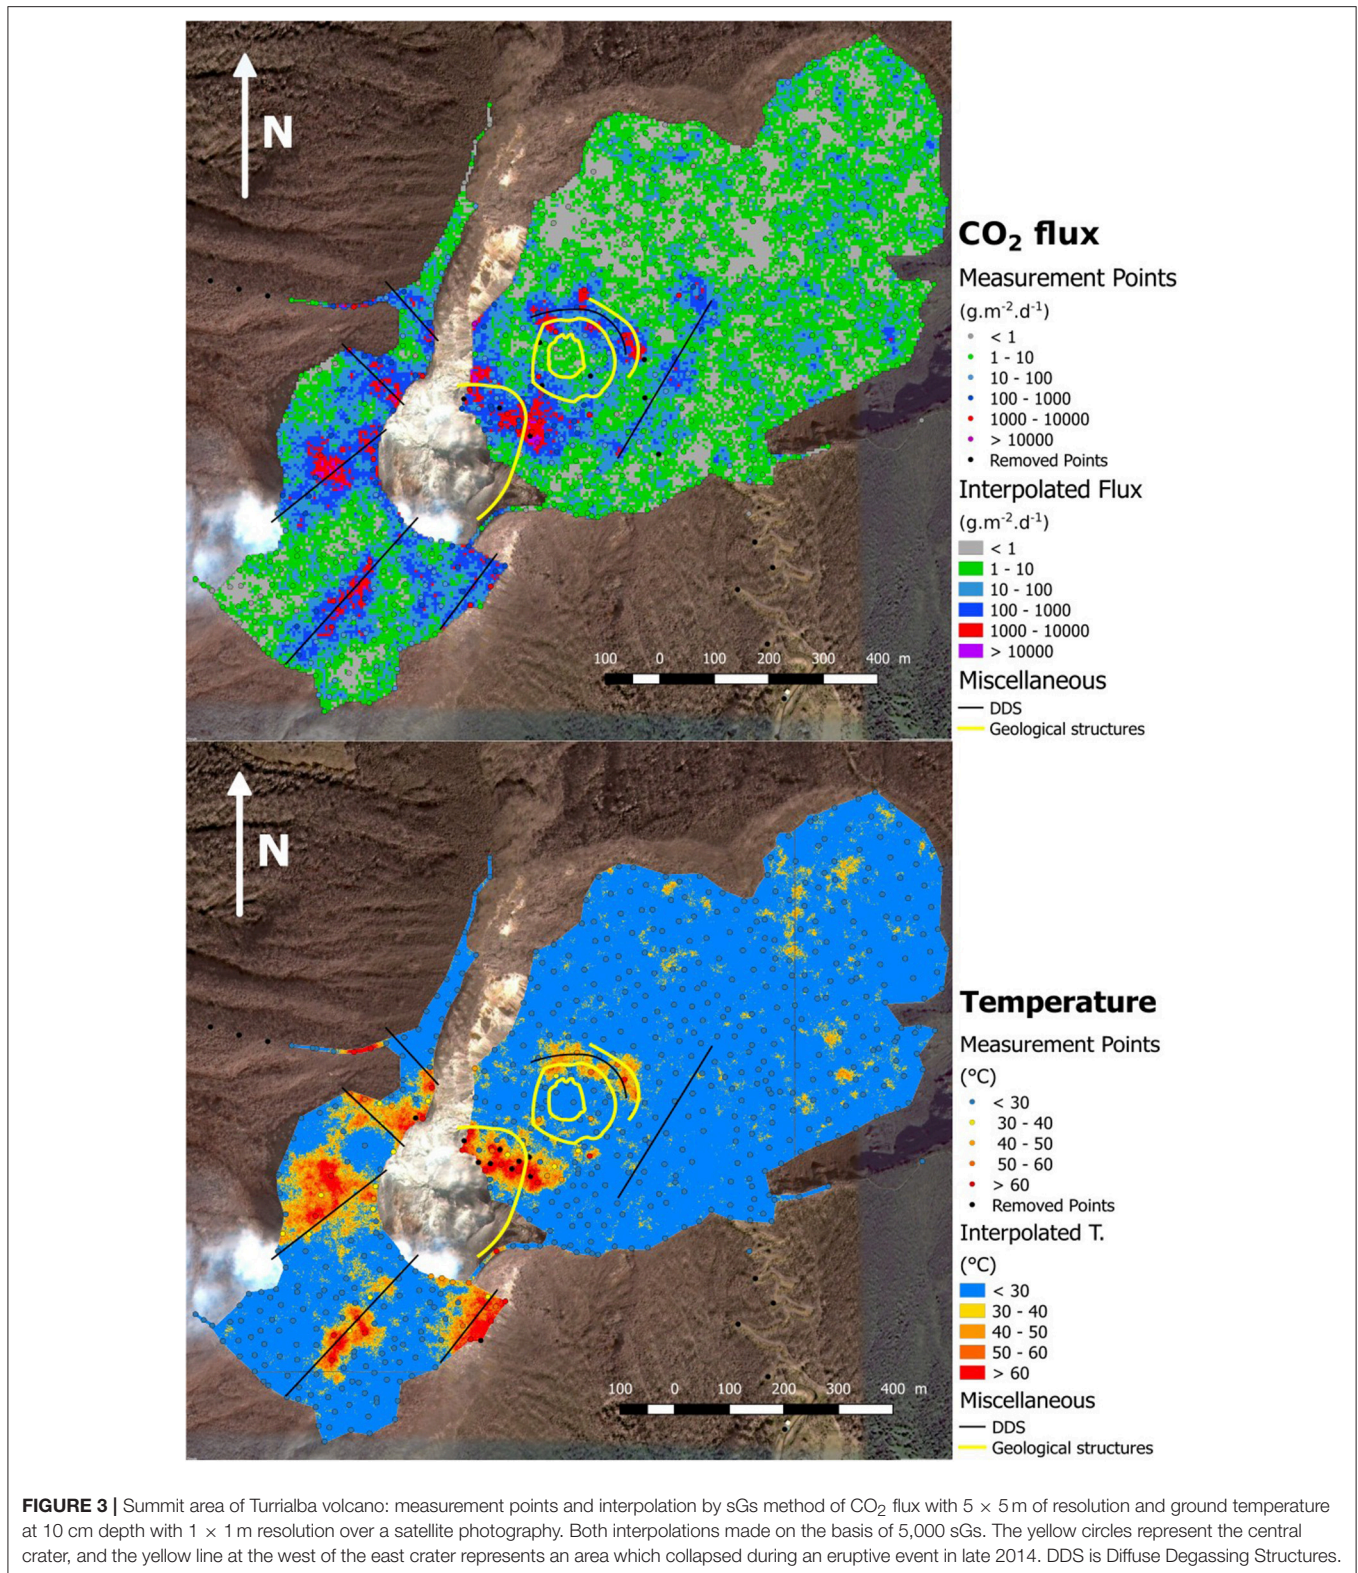 N
CO₂ flux
Measurement Points
(g.m⁻².d⁻¹)
< 1
1 - 10
10 - 100
100 - 1000
1000 - 10000
> 10000
Removed Points
Interpolated Flux
(g.m⁻².d⁻¹)
< 1
1 - 10
10 - 100
100 - 1000
1000 - 10000
> 10000
Miscellaneous
DDS
Geological structures
100 0 100 200 300 400 m
N
Temperature
Measurement Points
(°C)
< 30
30 - 40
40 - 50
50 - 60
> 60
Removed Points
Interpolated T.
(°C)
< 30
30 - 40
40 - 50
50 - 60
> 60
Miscellaneous
DDS
Geological structures
100 0 100 200 300 400 m
FIGURE 3 | Summit area of Turrialba volcano: measurement points and interpolation by sGs method of CO₂ flux with 5 × 5 m of resolution and ground temperature
at 10 cm depth with 1 × 1 m resolution over a satellite photography. Both interpolations made on the basis of 5,000 sGs. The yellow circles represent the central
crater, and the yellow line at the west of the east crater represents an area which collapsed during an eruptive event in late 2014. DDS is Diffuse Degassing Structures.